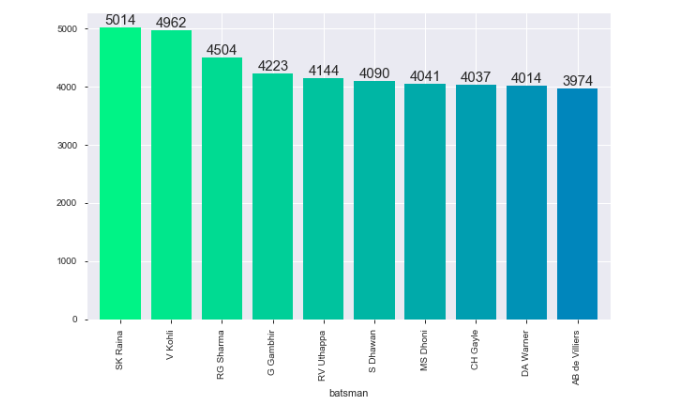 5014
4962
4504
4223
4144
4090
4041
4037
4014
3974
5000
4000
3000
2000
1000
0
SK Raina
V Kohli
RG Sharma
G Gambhir
RV Uthappa
S Dhawan
MS Dhoni
CH Gayle
DA Warner
AB de Villiers
batsman